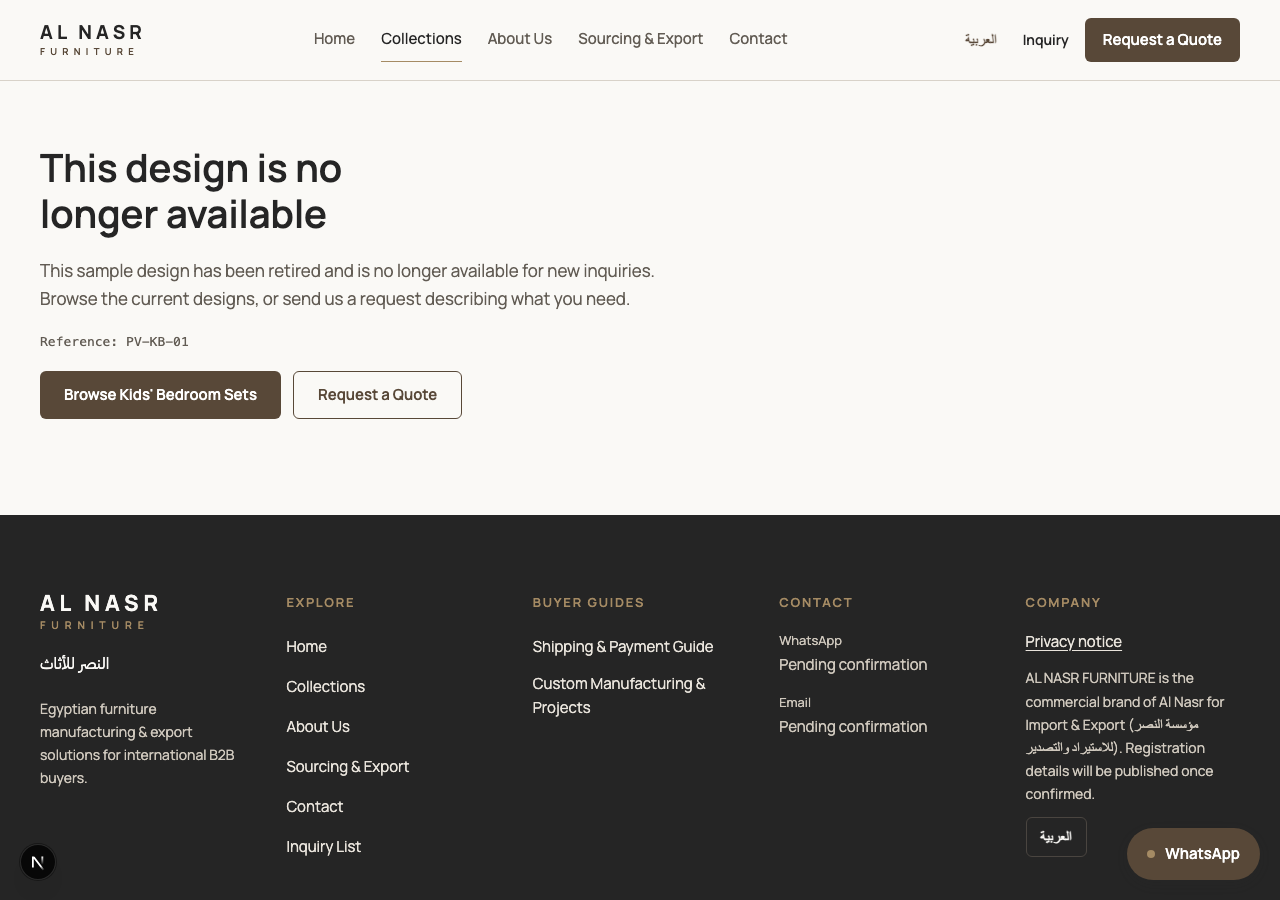 AL NASR
FURNITURE
Home
Collections
About Us
Sourcing & Export
Contact
العربية
Inquiry
Request a Quote
This design is no
longer available
This sample design has been retired and is no longer available for new inquiries.
Browse the current designs, or send us a request describing what you need.
Reference: PV-KB-01
Browse Kids' Bedroom Sets
Request a Quote
AL NASR
FURNITURE
النصر للأثاث
Egyptian furniture
manufacturing & export
solutions for international B2B
buyers.
EXPLORE
Home
Collections
About Us
Sourcing & Export
Contact
Inquiry List
BUYER GUIDES
Shipping & Payment Guide
Custom Manufacturing &
Projects
CONTACT
WhatsApp
Pending confirmation
Email
Pending confirmation
COMPANY
Privacy notice
AL NASR FURNITURE is the
commercial brand of Al Nasr for
Import & Export (مؤسسة النصر
للاستيراد والتصدير). Registration
details will be published once
confirmed.
العربية
N
WhatsApp